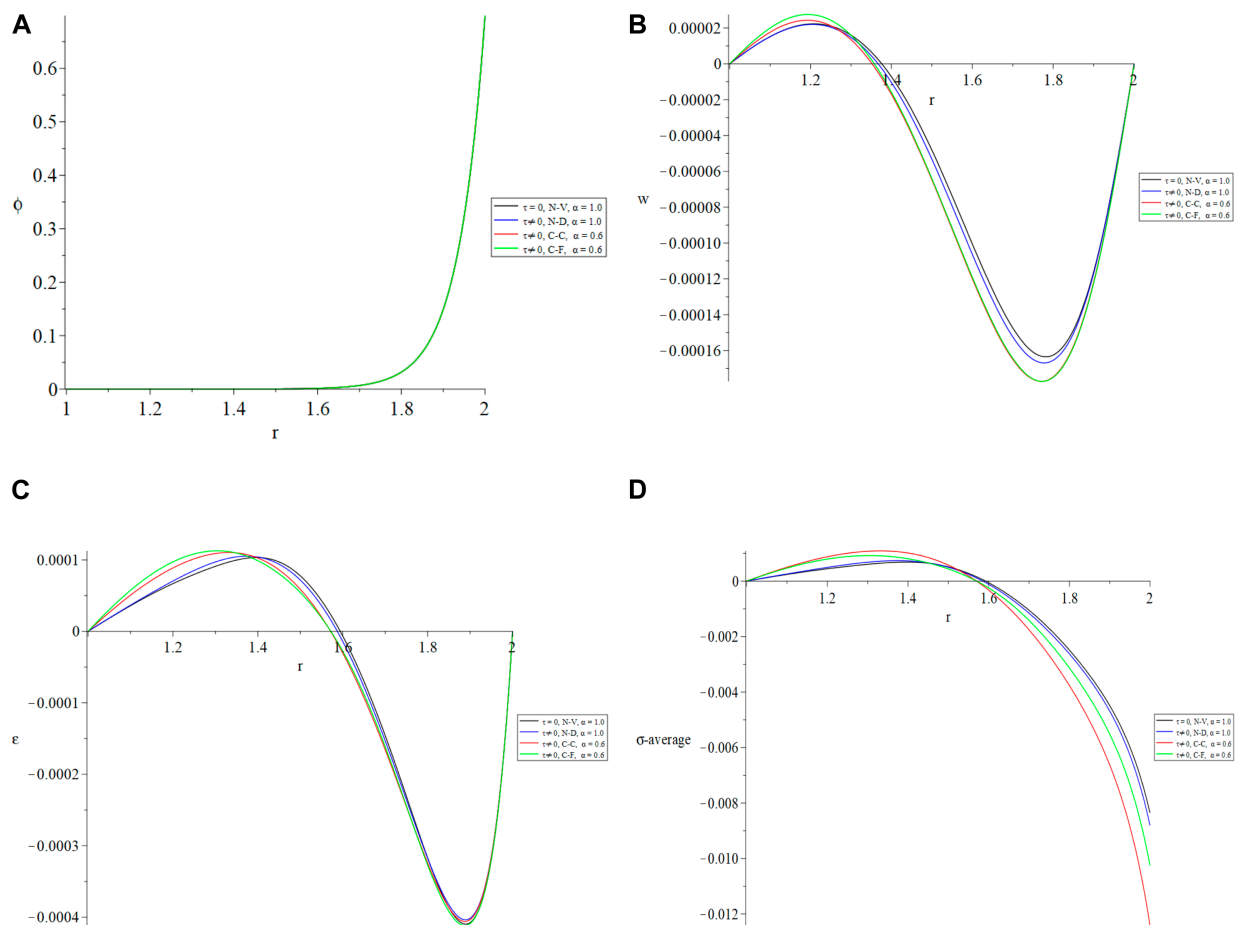 A
0.6
0.5
0.4
0.3
0.2
0.1
0
ϕ
1
1.2
1.4
1.6
1.8
2
r
τ = 0, N-V, α = 1.0
τ≠0, N-D, α = 1.0
τ≠0, C-C, α = 0.6
τ≠0, C-F, α = 0.6
B
0.00002
0
−0.00002
−0.00004
−0.00006
−0.00008
−0.00010
−0.00012
−0.00014
−0.00016
w
1.2
1.4
1.6
1.8
2
r
τ = 0, N-V, α = 1.0
τ≠0, N-D, α = 1.0
τ≠0, C-C, α = 0.6
τ≠0, C-F, α = 0.6
C
0.0001
0
−0.0001
−0.0002
−0.0003
−0.0004
ε
1.2
1.4
1.6
1.8
2
r
τ = 0, N-V, α = 1.0
τ≠0, N-D, α = 1.0
τ≠0, C-C, α = 0.6
τ≠0, C-F, α = 0.6
D
0
−0.002
−0.004
−0.006
−0.008
−0.010
−0.012
σ-average
1.2
1.4
1.6
1.8
2
r
τ = 0, N-V, α = 1.0
τ≠0, N-D, α = 1.0
τ≠0, C-C, α = 0.6
τ≠0, C-F, α = 0.6